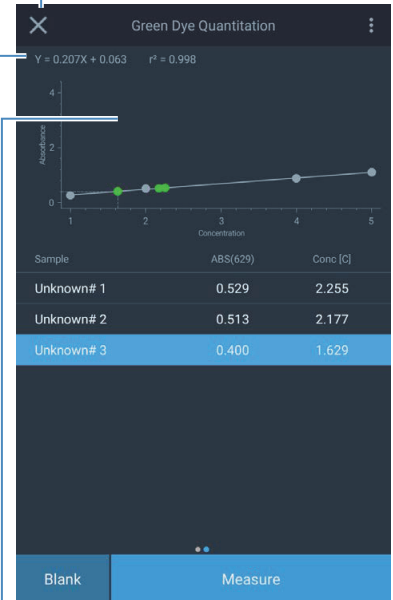 Green Dye Quantitation
Y = 0.207X + 0.063 r² = 0.998
4
2
0
Absorbance
1 2 3 4 5
Concentration
Sample ABS(629) Conc [C]
Unknown# 1 0.529 2.255
Unknown# 2 0.513 2.177
Unknown# 3 0.400 1.629
Blank Measure